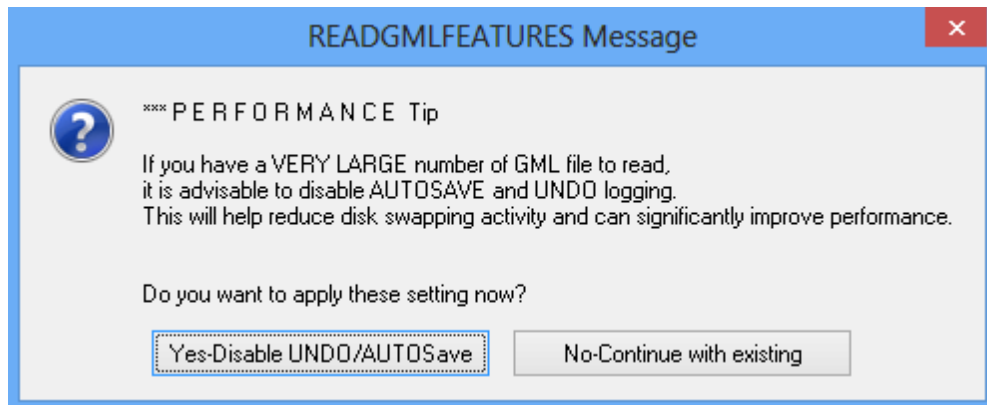 READGMLFEATURES Message
*** P E R F O R M A N C E Tip
If you have a VERY LARGE number of GML file to read,
it is advisable to disable AUTOSAVE and UNDO logging.
This will help reduce disk swapping activity and can significantly improve performance.
Do you want to apply these setting now?
Yes-Disable UNDO/AUTOSave
No-Continue with existing